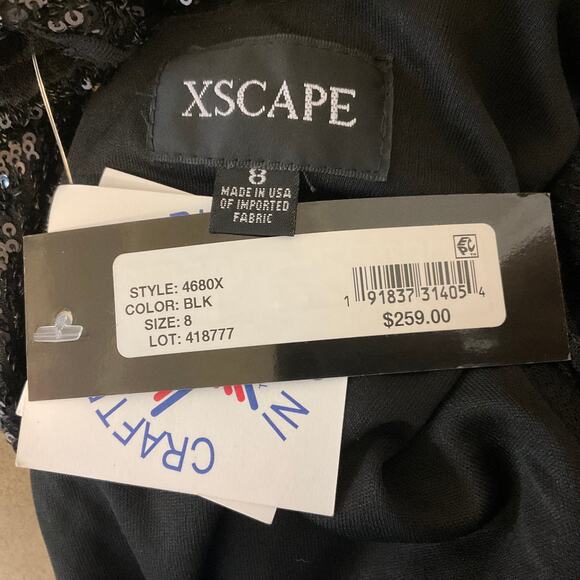 XSCAPE
8
MADE IN USA
OF IMPORTED
FABRIC
STYLE: 4680X
COLOR: BLK
SIZE: 8
LOT: 418777
1 91837 31405 4
$259.00
CRAFT
IN